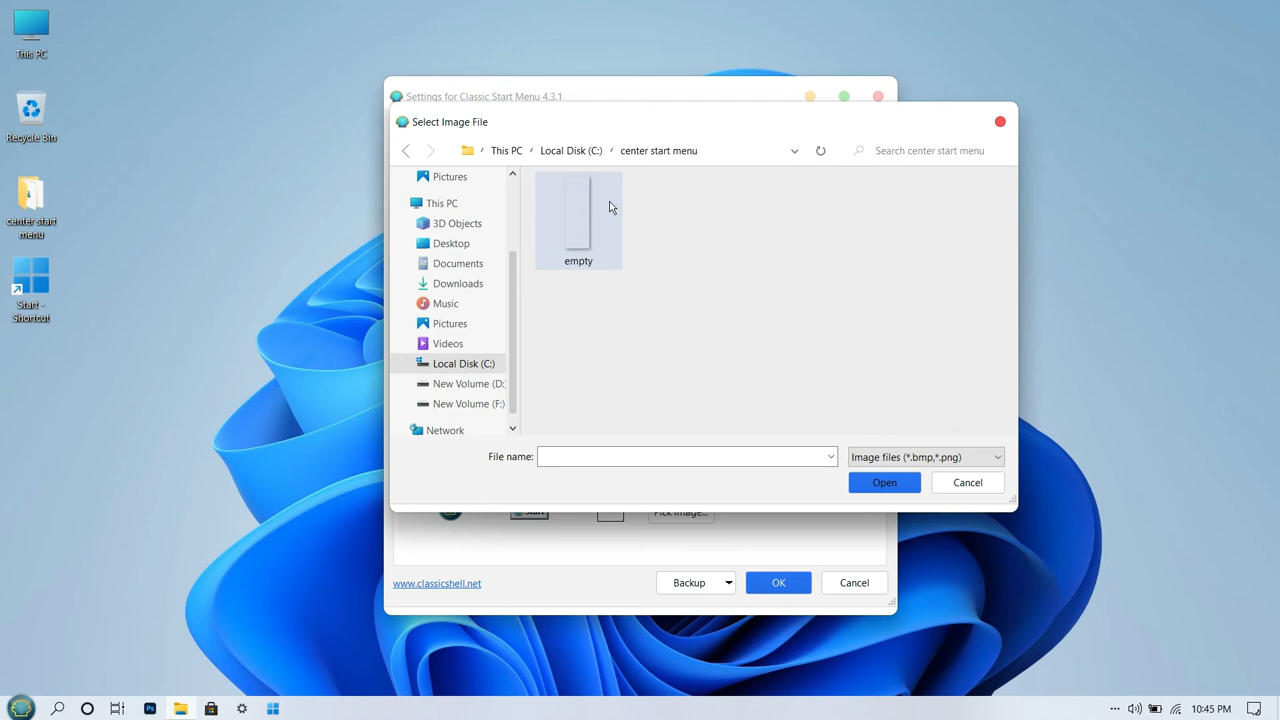 This PC
Recycle Bin
center start
menu
Start -
Shortcut
Settings for Classic Start Menu 4.3.1
Select Image File
This PC / Local Disk (C:) / center start menu
Search center start menu
Pictures
This PC
3D Objects
Desktop
Documents
Downloads
Music
Pictures
Videos
Local Disk (C:)
New Volume (D:)
New Volume (F:)
Network
empty
File name:
Image files (*.bmp,*.png)
Open
Cancel
Start
Pick image...
www.classicshell.net
Backup
OK
Cancel
Ps
10:45 PM